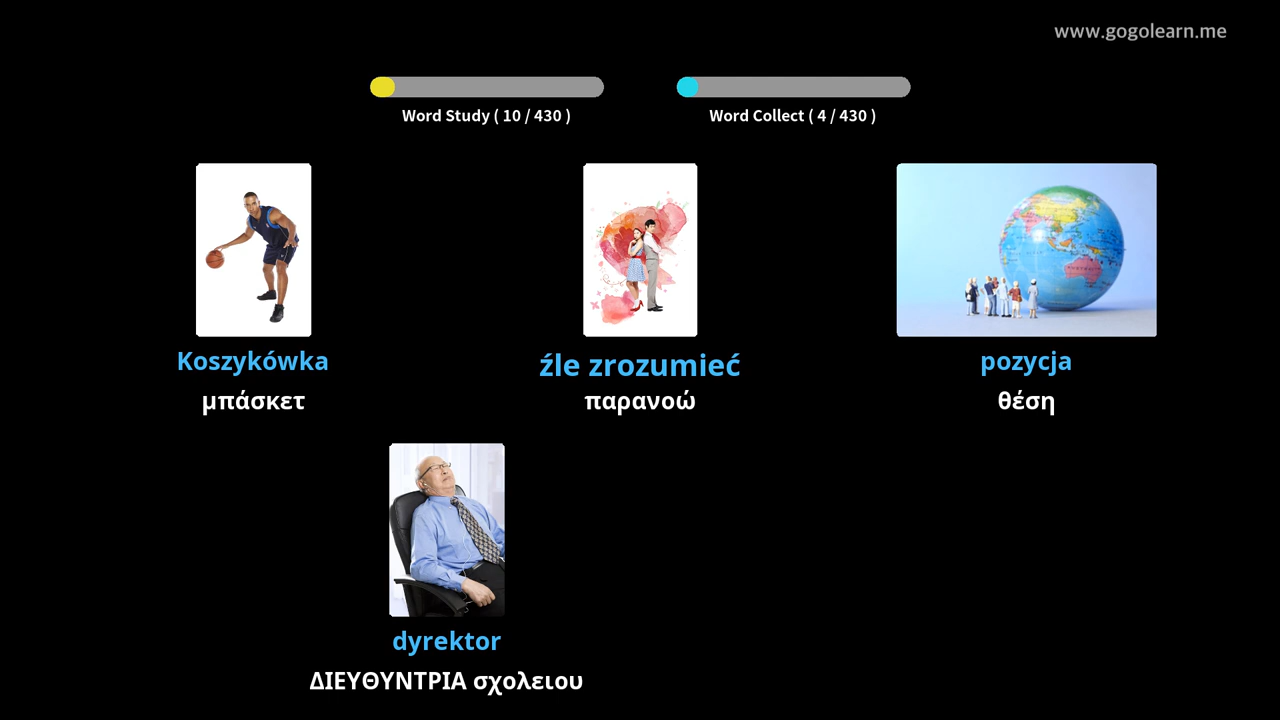 www.gogolearn.me
Word Study ( 10 / 430 )
Word Collect ( 4 / 430 )
Koszykówka
μπάσκετ
źle zrozumieć
παρανοώ
pozycja
θέση
dyrektor
ΔΙΕΥΘΥΝΤΡΙΑ σχολειου